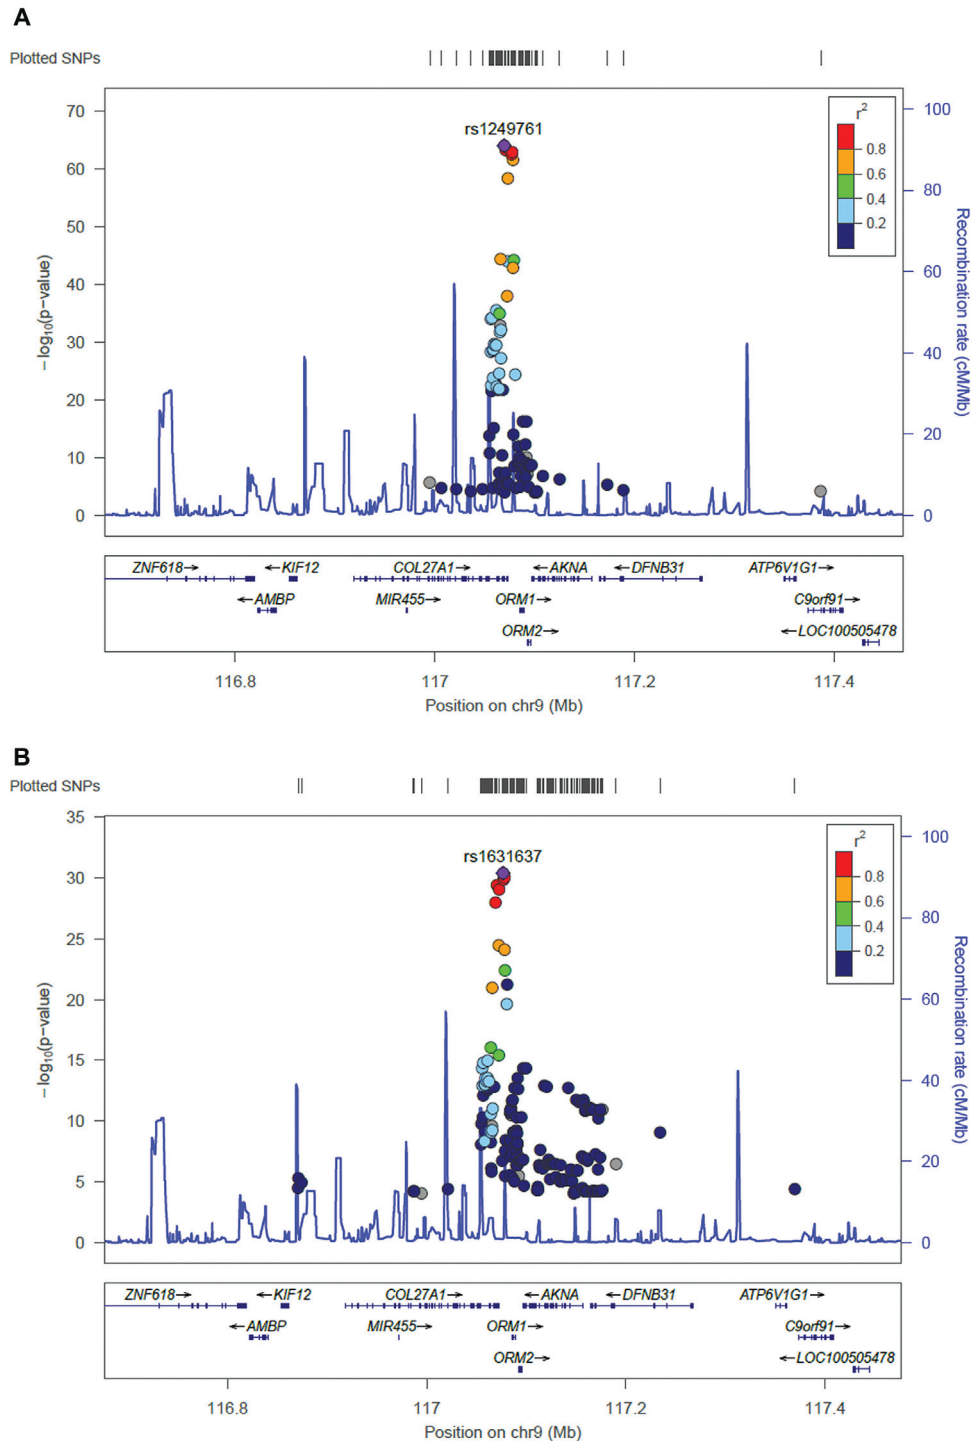 A
Plotted SNPs
rs1249761
r²
0.8
0.6
0.4
0.2
70
60
50
40
30
20
10
0
− log₁₀(p−value)
100
80
60
40
20
0
Recombination rate (cM/Mb)
ZNF618→ ←KIF12 COL27A1→ ←AKNA ←DFNB31 ATP6V1G1→
←AMBP MIR455→ ORM1→ C9orf91→
ORM2→ ←LOC100505478
116.8 117 117.2 117.4
Position on chr9 (Mb)
B
Plotted SNPs
rs1631637
r²
0.8
0.6
0.4
0.2
35
30
25
20
15
10
5
0
− log₁₀(p−value)
100
80
60
40
20
0
Recombination rate (cM/Mb)
ZNF618→ ←KIF12 COL27A1→ ←AKNA ←DFNB31 ATP6V1G1→
←AMBP MIR455→ ORM1→ C9orf91→
ORM2→ ←LOC100505478
116.8 117 117.2 117.4
Position on chr9 (Mb)